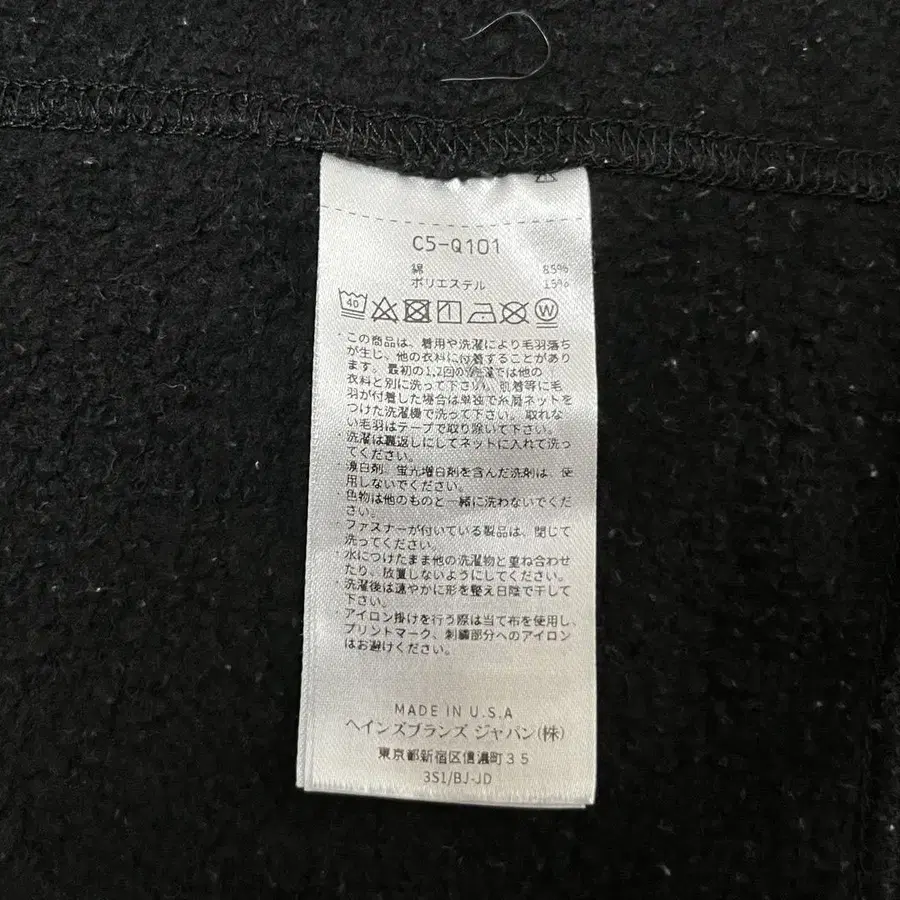 C5-Q101
綿 85%
ポリエステル 15%
40
W
・この商品は、着用や洗濯により毛羽落ち
が生じ、他の衣料に付着することがあり
ます。最初の1,2回の洗濯では他の
衣料と別に洗って下さい。肌着等に毛
羽が付着した場合は単独で糸屑ネットを
つけた洗濯機で洗って下さい。取れな
い毛羽はテープで取り除いて下さい。
・洗濯は裏返しにしてネットに入れて洗っ
てください。
・漂白剤、蛍光増白剤を含んだ洗剤は、使
用しないでください。
・色物は他のものと一緒に洗わないでくだ
さい。
・ファスナーが付いている製品は、閉じて
洗ってください。
・水につけたまま他の洗濯物と重ね合わせ
たり、放置しないようにしてください。
・洗濯後は速やかに形を整え日陰で干して
下さい。
・アイロン掛けを行う際は当て布を使用し、
プリントマーク、刺繍部分へのアイロン
はお避けください。
MADE IN U.S.A
ヘインズブランズ ジャパン(株)
東京都新宿区信濃町35
3S1/BJ-JD